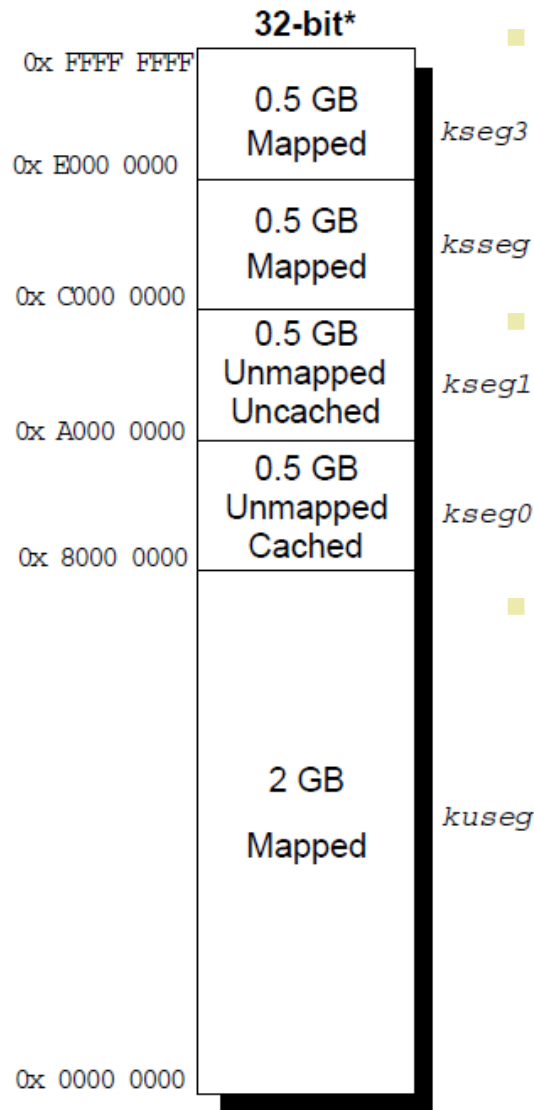 32-bit*
0x FFFF FFFF
0.5 GB
Mapped
kseg3
0x E000 0000
0.5 GB
Mapped
ksseg
0x C000 0000
0.5 GB
Unmapped
Uncached
kseg1
0x A000 0000
0.5 GB
Unmapped
Cached
kseg0
0x 8000 0000
2 GB
Mapped
kuseg
0x 0000 0000